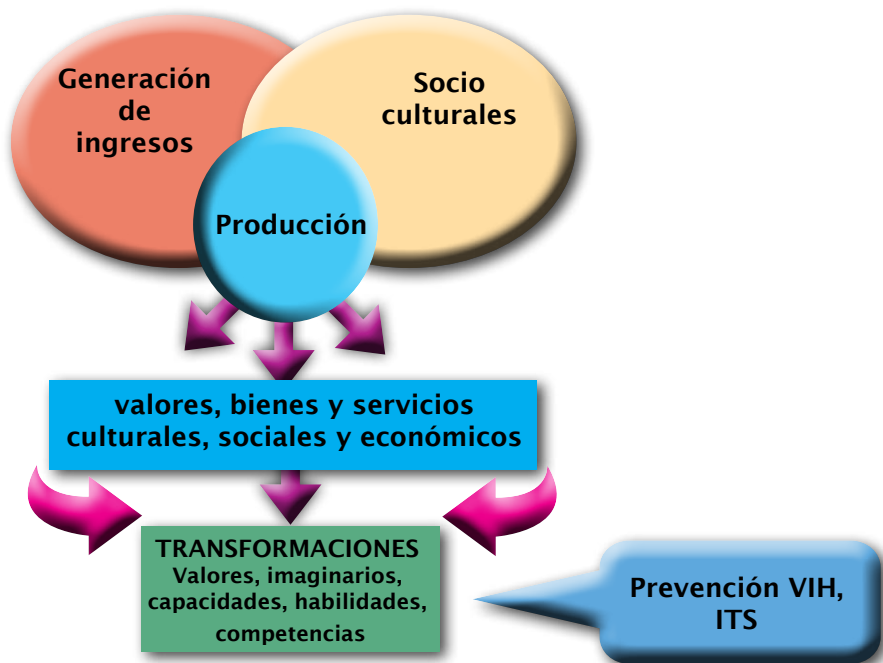 Generación
de
ingresos
Socio
culturales
Producción
valores, bienes y servicios
culturales, sociales y económicos
TRANSFORMACIONES
Valores, imaginarios,
capacidades, habilidades,
competencias
Prevención VIH,
ITS